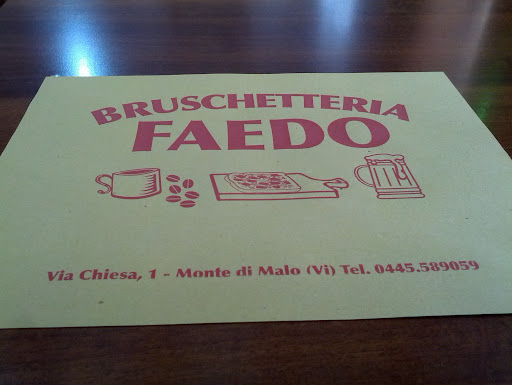 BRUSCHETTERIA
FAEDO
Via Chiesa, 1 - Monte di Malo (Vi) Tel. 0445.589059